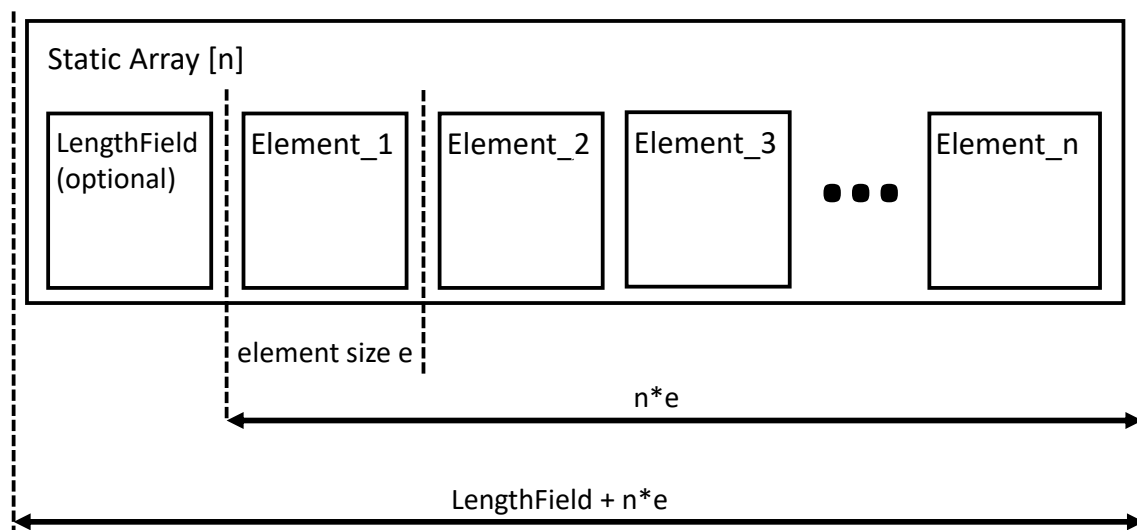 Static Array [n]
LengthField
(optional)
Element_1
Element_2
Element_3
Element_n
element size e
n*e
LengthField + n*e